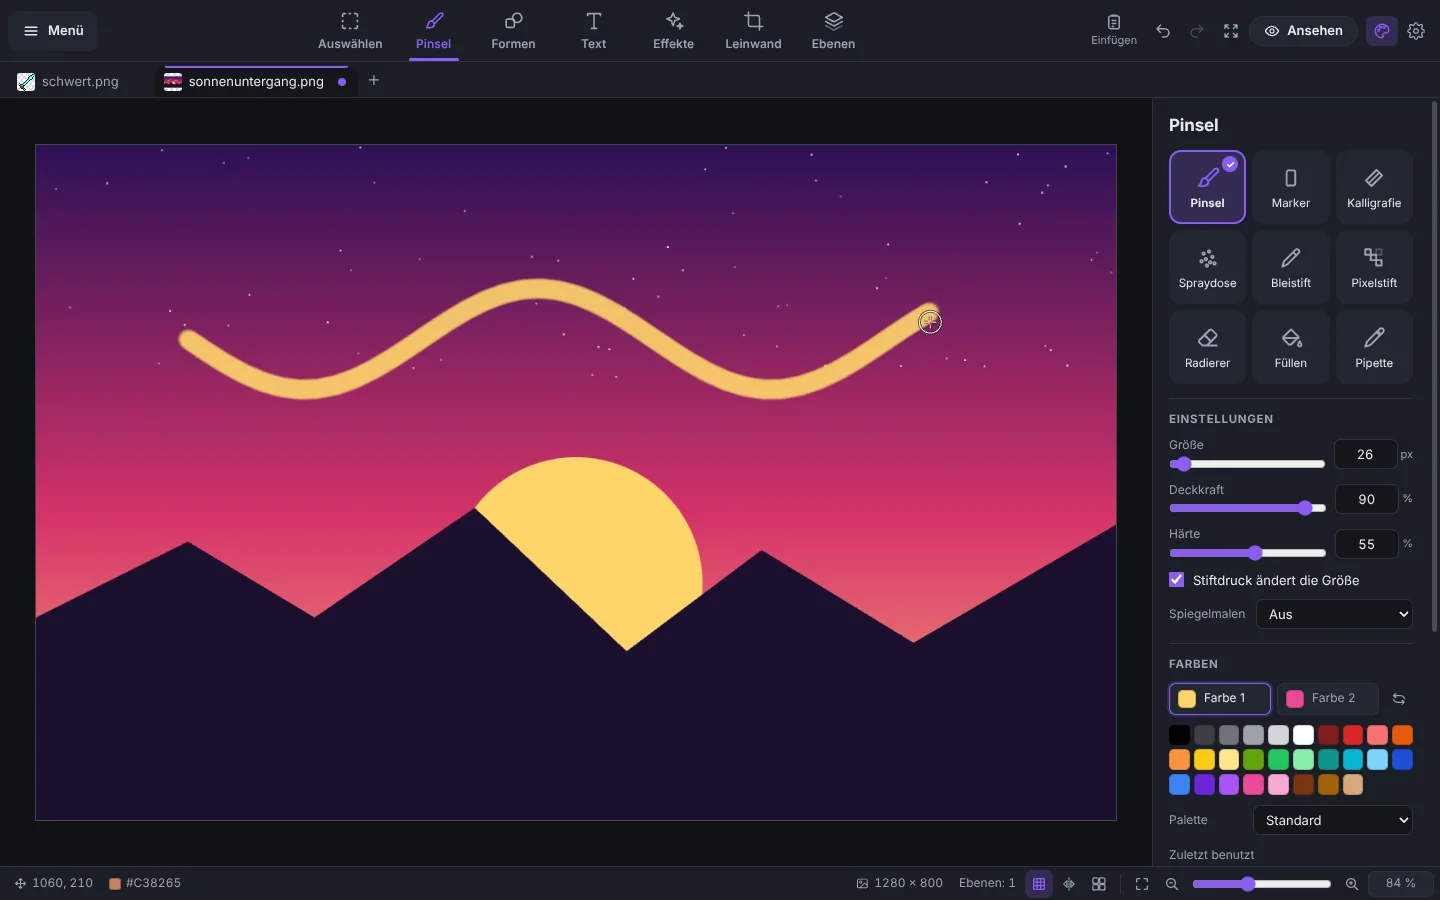 Menü
Auswählen
Pinsel
Formen
Text
Effekte
Leinwand
Ebenen
Einfügen
Ansehen
schwert.png
sonnenuntergang.png
Pinsel
Pinsel
Marker
Kalligrafie
Spraydose
Bleistift
Pixelstift
Radierer
Füllen
Pipette
EINSTELLUNGEN
Größe
26 px
Deckkraft
90 %
Härte
55 %
Stiftdruck ändert die Größe
Spiegelmalen Aus
FARBEN
Farbe 1
Farbe 2
Palette Standard
Zuletzt benutzt
1060, 210
#C38265
1280 × 800
Ebenen: 1
84 %